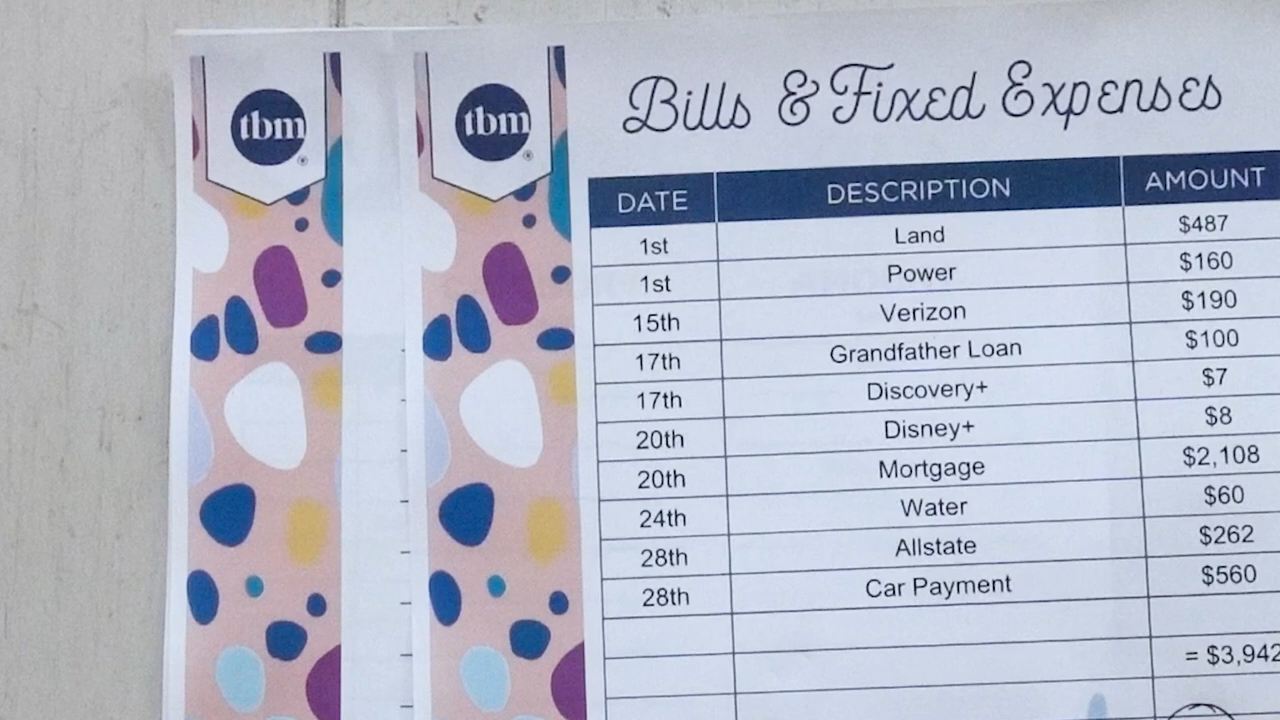 tbm
®
tbm
®
Bills & Fixed Expenses
DATE DESCRIPTION AMOUNT
1st Land $487
1st Power $160
15th Verizon $190
17th Grandfather Loan $100
17th Discovery+ $7
20th Disney+ $8
20th Mortgage $2,108
24th Water $60
28th Allstate $262
28th Car Payment $560
= $3,942